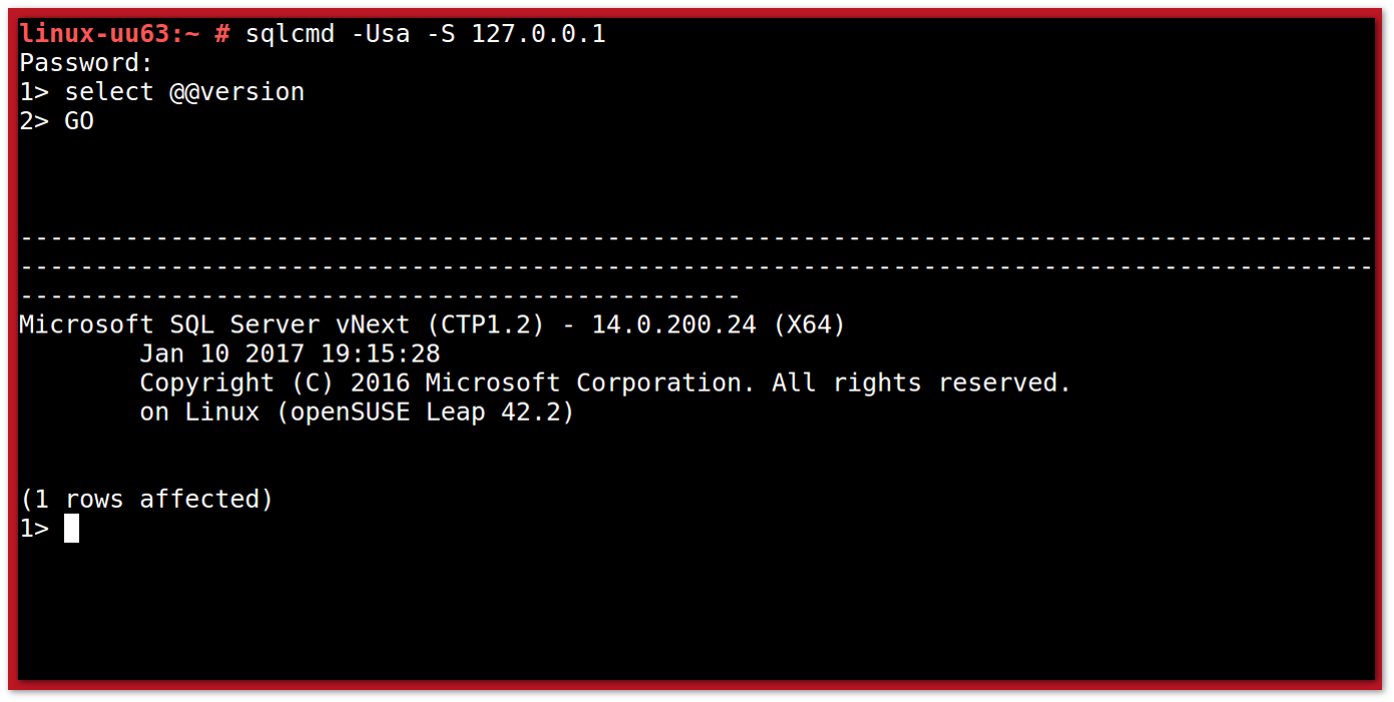 linux-uu63:~ # sqlcmd -Usa -S 127.0.0.1
Password:
1> select @@version
2> GO
------------------------------------------------------------------------------------------
------------------------------------------------------------------------------------------
------------------------------------------------
Microsoft SQL Server vNext (CTP1.2) - 14.0.200.24 (X64)
Jan 10 2017 19:15:28
Copyright (C) 2016 Microsoft Corporation. All rights reserved.
on Linux (openSUSE Leap 42.2)
(1 rows affected)
1>